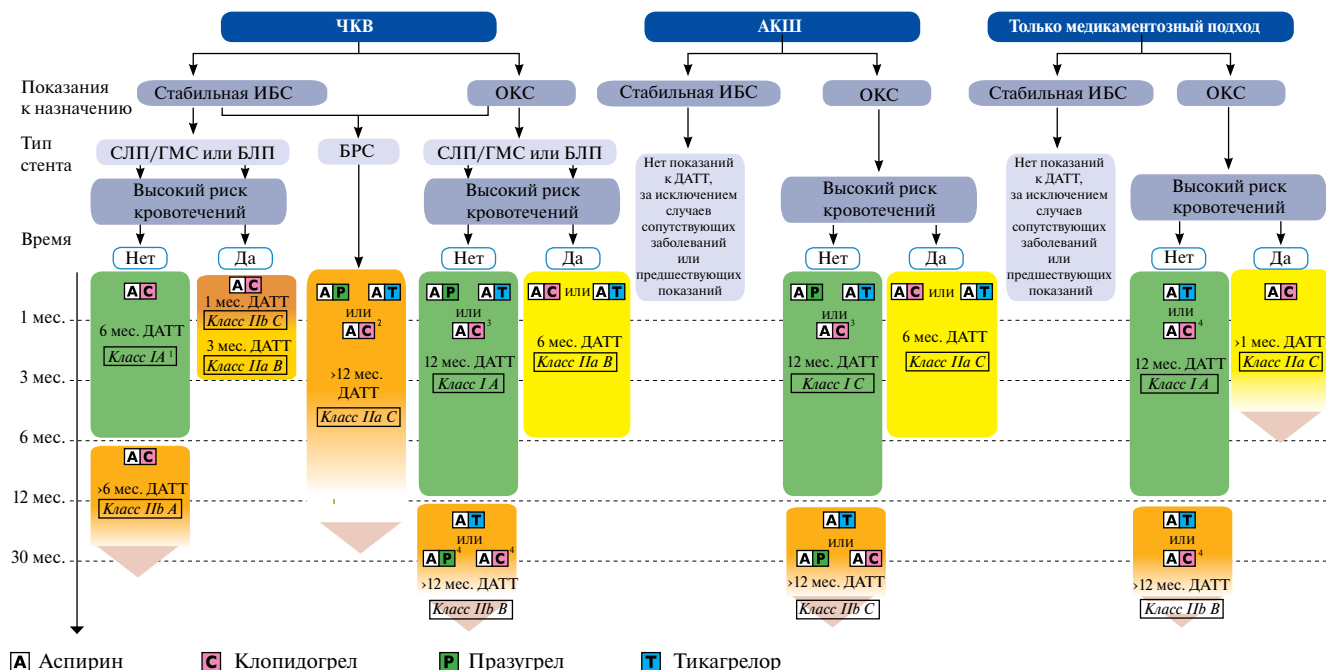 ЧКВ
АКШ
Только медикаментозный подход
Показания
к назначению
Стабильная ИБС
ОКС
Стабильная ИБС
ОКС
Стабильная ИБС
ОКС
Тип
стента
СЛП/ГМС или БЛП
БРС
СЛП/ГМС или БЛП
Нет показаний
к ДАТТ,
за исключением
случаев
сопутствующих
заболеваний
или
предшествующих
показаний
Нет показаний
к ДАТТ,
за исключением
случаев
сопутствующих
заболеваний
или
предшествующих
показаний
Высокий риск
кровотечений
Высокий риск
кровотечений
Высокий риск
кровотечений
Высокий риск
кровотечений
Время
Нет
Да
Нет
Да
Нет
Да
Нет
Да
1 мес.
3 мес.
6 мес.
12 мес.
30 мес.
A C
6 мес. ДАТТ
Класс IA 1
A C
>6 мес. ДАТТ
Класс IIb A
A C
1 мес. ДАТТ
Класс IIb C
3 мес. ДАТТ
Класс IIa B
A P A T
или
A C 2
>12 мес.
ДАТТ
Класс IIa C
A P A T
или
A C 3
12 мес. ДАТТ
Класс I A
A T
или
A P 4 A C 4
>12 мес. ДАТТ
Класс IIb B
A C или A T
6 мес. ДАТТ
Класс IIa B
A P A T
или
A C 3
12 мес. ДАТТ
Класс I C
A T
или
A P A C
>12 мес. ДАТТ
Класс IIb C
A C или A T
6 мес. ДАТТ
Класс IIa C
A T
или
A C 4
12 мес. ДАТТ
Класс I A
A T
или
A C 4
>12 мес. ДАТТ
Класс IIb B
A C
>1 мес. ДАТТ
Класс IIa C
A Аспирин
C Клопидогрел
P Празугрел
T Тикагрелор